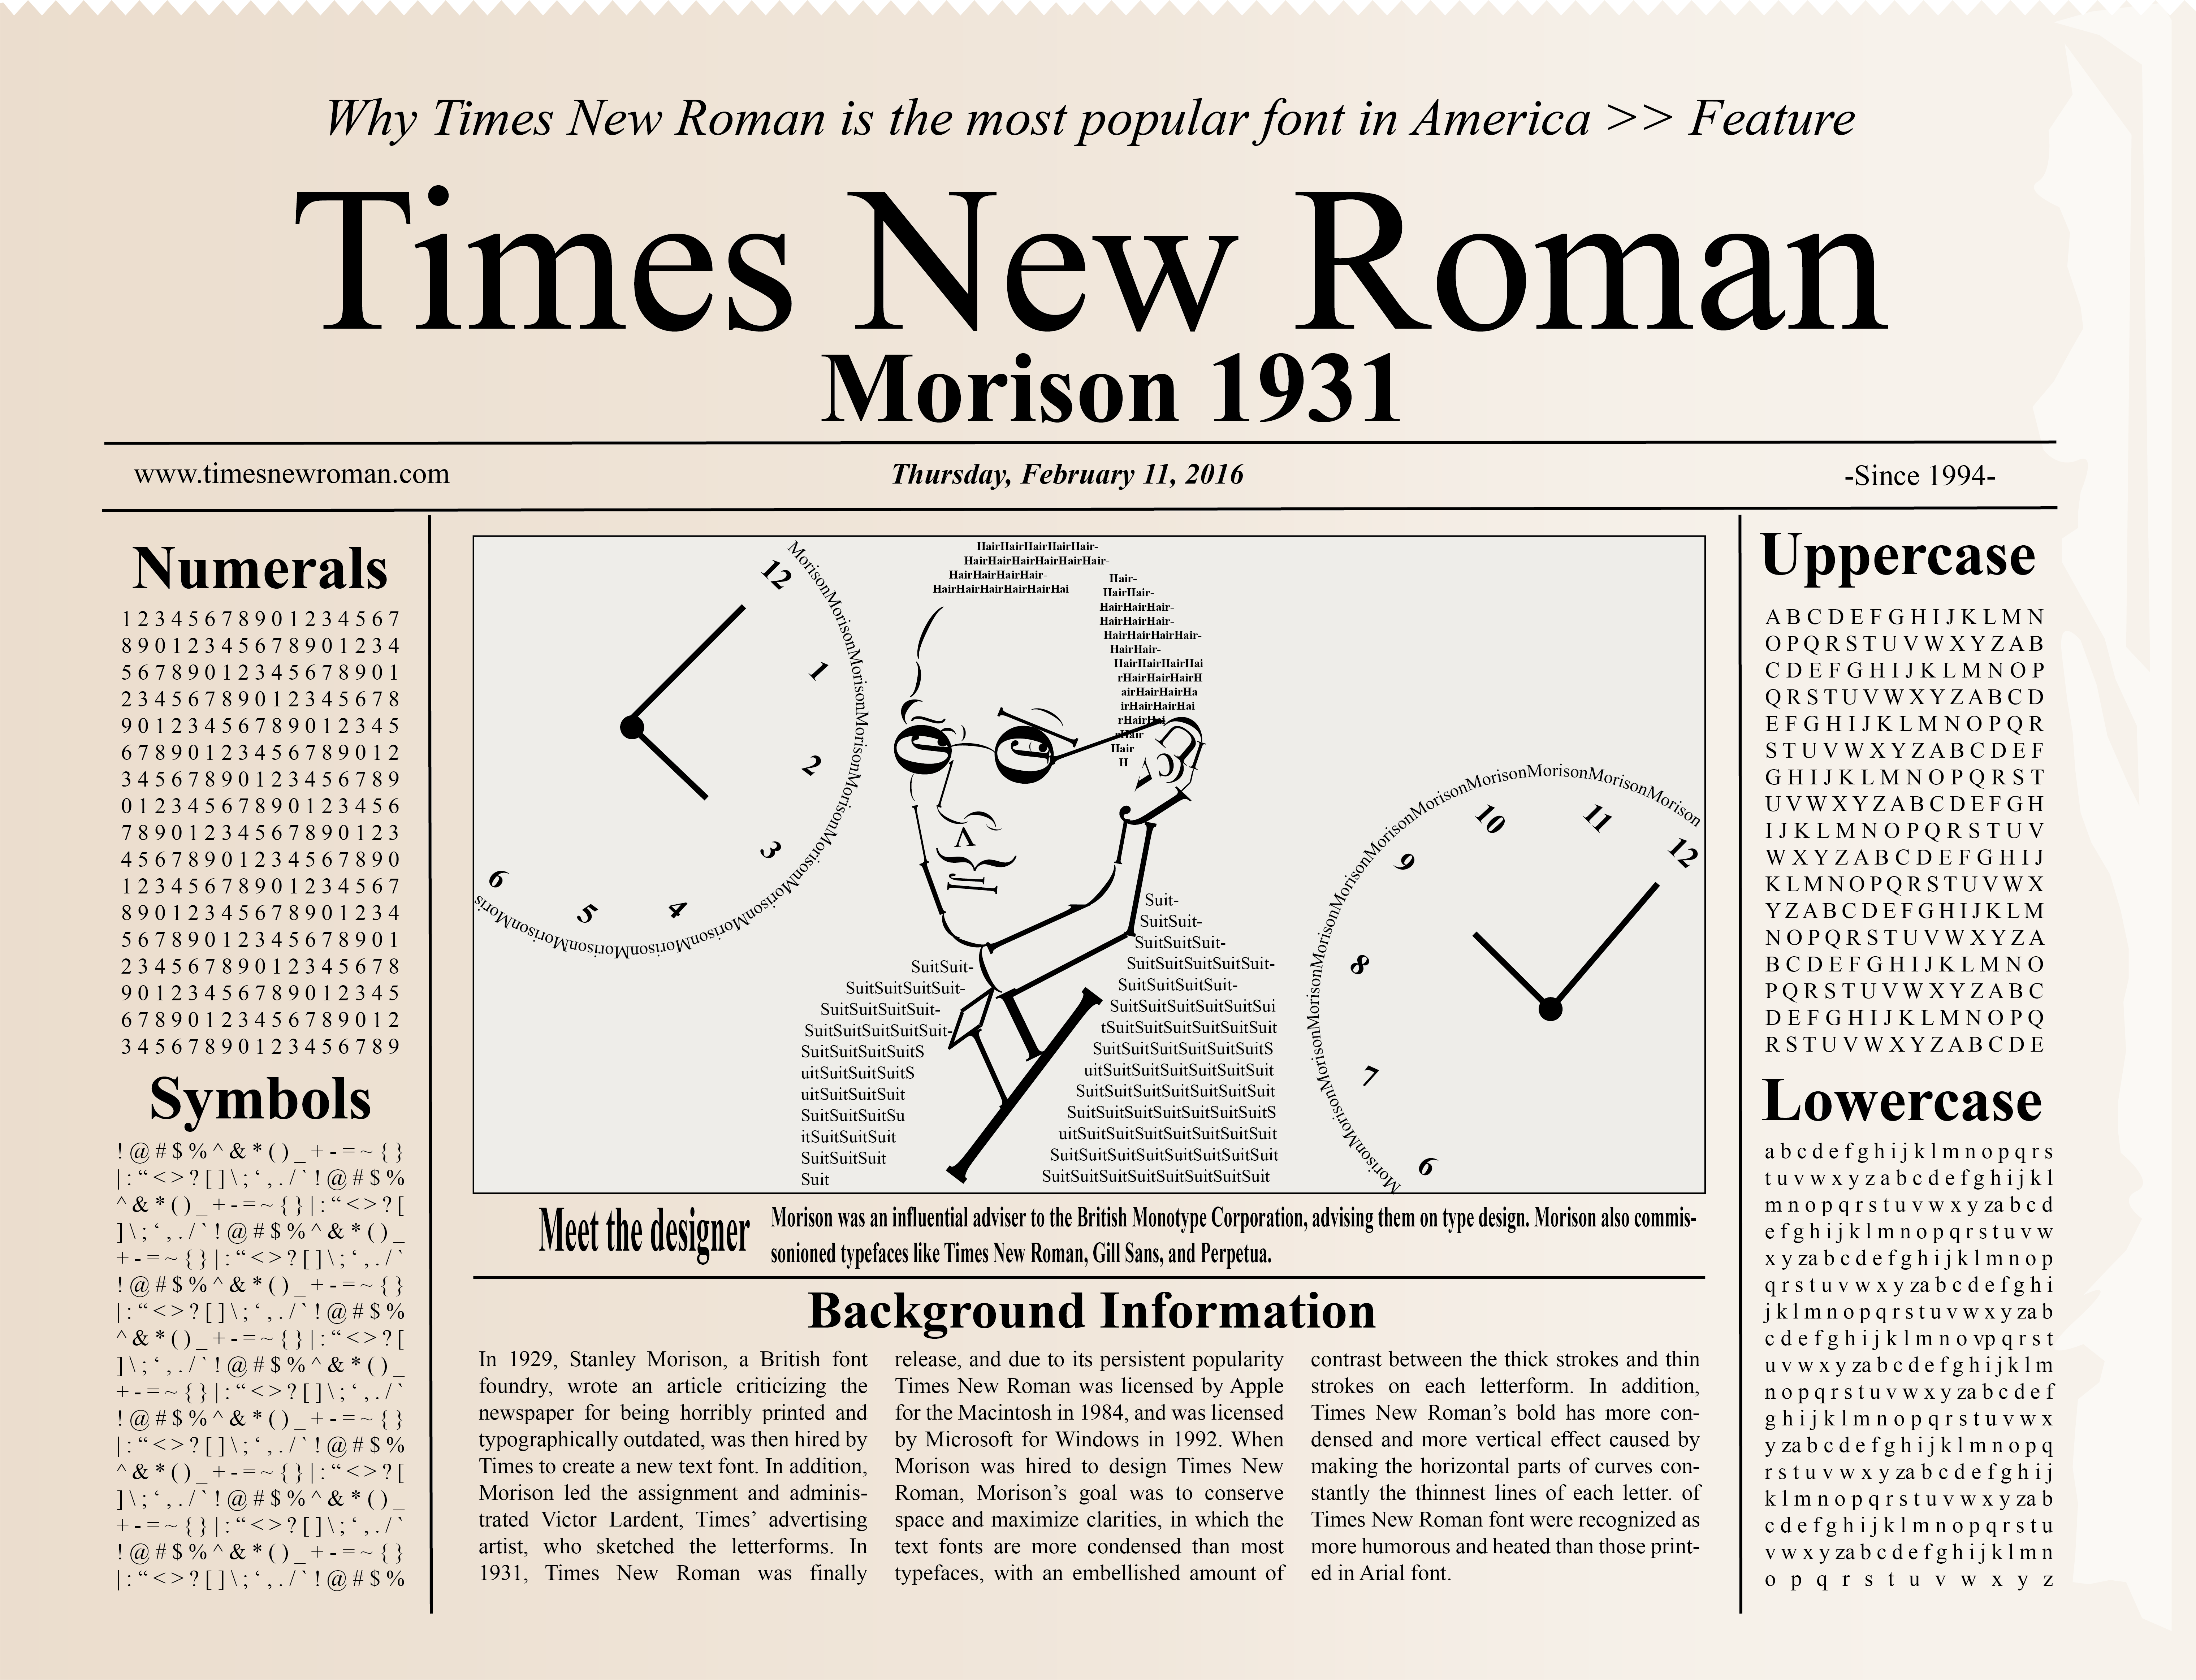 Why Times New Roman is the most popular font in America >> Feature
Times New Roman
Morison 1931
www.timesnewroman.com
Thursday, February 11, 2016
-Since 1994-
Numerals
1 2 3 4 5 6 7 8 9 0 1 2 3 4 5 6 7
8 9 0 1 2 3 4 5 6 7 8 9 0 1 2 3 4
5 6 7 8 9 0 1 2 3 4 5 6 7 8 9 0 1
2 3 4 5 6 7 8 9 0 1 2 3 4 5 6 7 8
9 0 1 2 3 4 5 6 7 8 9 0 1 2 3 4 5
6 7 8 9 0 1 2 3 4 5 6 7 8 9 0 1 2
3 4 5 6 7 8 9 0 1 2 3 4 5 6 7 8 9
0 1 2 3 4 5 6 7 8 9 0 1 2 3 4 5 6
7 8 9 0 1 2 3 4 5 6 7 8 9 0 1 2 3
4 5 6 7 8 9 0 1 2 3 4 5 6 7 8 9 0
1 2 3 4 5 6 7 8 9 0 1 2 3 4 5 6 7
8 9 0 1 2 3 4 5 6 7 8 9 0 1 2 3 4
5 6 7 8 9 0 1 2 3 4 5 6 7 8 9 0 1
2 3 4 5 6 7 8 9 0 1 2 3 4 5 6 7 8
9 0 1 2 3 4 5 6 7 8 9 0 1 2 3 4 5
6 7 8 9 0 1 2 3 4 5 6 7 8 9 0 1 2
3 4 5 6 7 8 9 0 1 2 3 4 5 6 7 8 9
Symbols
! @ # $ % ^ & * ( ) _ + - = ~ { }
| : “ < > ? [ ] \ ; ‘ , . / ` ! @ # $ %
^ & * ( ) _ + - = ~ { } | : “ < > ? [
] \ ; ‘ , . / ` ! @ # $ % ^ & * ( ) _
+ - = ~ { } | : “ < > ? [ ] \ ; ‘ , . / `
! @ # $ % ^ & * ( ) _ + - = ~ { }
| : “ < > ? [ ] \ ; ‘ , . / ` ! @ # $ %
^ & * ( ) _ + - = ~ { } | : “ < > ? [
] \ ; ‘ , . / ` ! @ # $ % ^ & * ( ) _
+ - = ~ { } | : “ < > ? [ ] \ ; ‘ , . / `
! @ # $ % ^ & * ( ) _ + - = ~ { }
| : “ < > ? [ ] \ ; ‘ , . / ` ! @ # $ %
^ & * ( ) _ + - = ~ { } | : “ < > ? [
] \ ; ‘ , . / ` ! @ # $ % ^ & * ( ) _
+ - = ~ { } | : “ < > ? [ ] \ ; ‘ , . / `
! @ # $ % ^ & * ( ) _ + - = ~ { }
| : “ < > ? [ ] \ ; ‘ , . / ` ! @ # $ %
MorisonMorisonMorisonMorisonMorisonMorisonMorisonMorisonMorisonMorisonMoris
12
1
2
3
4
5
6
HairHairHairHairHair-
HairHairHairHairHairHair-
HairHairHairHair-
HairHairHairHairHairHai
Hair-
HairHair-
HairHairHair-
HairHairHair-
HairHairHairHair-
HairHair-
HairHairHairHai
rHairHairHairH
airHairHairHa
irHairHairHai
rHairHai
rHair
Hair
H
SuitSuit-
SuitSuitSuitSuit-
SuitSuitSuitSuit-
SuitSuitSuitSuitSuit-
SuitSuitSuitSuitS
uitSuitSuitSuitS
uitSuitSuitSuit
SuitSuitSuitSu
itSuitSuitSuit
SuitSuitSuit
Suit
Suit-
SuitSuit-
SuitSuitSuit-
SuitSuitSuitSuitSuit-
SuitSuitSuitSuit-
SuitSuitSuitSuitSuitSui
tSuitSuitSuitSuitSuitSuit
SuitSuitSuitSuitSuitSuitS
uitSuitSuitSuitSuitSuitSuit
SuitSuitSuitSuitSuitSuitSuit
SuitSuitSuitSuitSuitSuitSuitS
uitSuitSuitSuitSuitSuitSuitSuit
SuitSuitSuitSuitSuitSuitSuitSuit
SuitSuitSuitSuitSuitSuitSuitSuit
MorisonMorisonMorisonMorisonMorisonMorisonMorisonMorisonMorisonMorison
6
7
8
9
10
11
12
Meet the designer
Morison was an influential adviser to the British Monotype Corporation, advising them on type design. Morison also commis-
sonioned typefaces like Times New Roman, Gill Sans, and Perpetua.
Background Information
In 1929, Stanley Morison, a British font
foundry, wrote an article criticizing the
newspaper for being horribly printed and
typographically outdated, was then hired by
Times to create a new text font. In addition,
Morison led the assignment and adminis-
trated Victor Lardent, Times’ advertising
artist, who sketched the letterforms. In
1931, Times New Roman was finally
release, and due to its persistent popularity
Times New Roman was licensed by Apple
for the Macintosh in 1984, and was licensed
by Microsoft for Windows in 1992. When
Morison was hired to design Times New
Roman, Morison’s goal was to conserve
space and maximize clarities, in which the
text fonts are more condensed than most
typefaces, with an embellished amount of
contrast between the thick strokes and thin
strokes on each letterform. In addition,
Times New Roman’s bold has more con-
densed and more vertical effect caused by
making the horizontal parts of curves con-
stantly the thinnest lines of each letter. of
Times New Roman font were recognized as
more humorous and heated than those print-
ed in Arial font.
Uppercase
A B C D E F G H I J K L M N
O P Q R S T U V W X Y Z A B
C D E F G H I J K L M N O P
Q R S T U V W X Y Z A B C D
E F G H I J K L M N O P Q R
S T U V W X Y Z A B C D E F
G H I J K L M N O P Q R S T
U V W X Y Z A B C D E F G H
I J K L M N O P Q R S T U V
W X Y Z A B C D E F G H I J
K L M N O P Q R S T U V W X
Y Z A B C D E F G H I J K L M
N O P Q R S T U V W X Y Z A
B C D E F G H I J K L M N O
P Q R S T U V W X Y Z A B C
D E F G H I J K L M N O P Q
R S T U V W X Y Z A B C D E
Lowercase
a b c d e f g h i j k l m n o p q r s
t u v w x y z a b c d e f g h i j k l
m n o p q r s t u v w x y z a b c d
e f g h i j k l m n o p q r s t u v w
x y z a b c d e f g h i j k l m n o p
q r s t u v w x y z a b c d e f g h i
j k l m n o p q r s t u v w x y z a b
c d e f g h i j k l m n o vp q r s t
u v w x y z a b c d e f g h i j k l m
n o p q r s t u v w x y z a b c d e f
g h i j k l m n o p q r s t u v w x
y z a b c d e f g h i j k l m n o p q
r s t u v w x y z a b c d e f g h i j
k l m n o p q r s t u v w x y z a b
c d e f g h i j k l m n o p q r s t u
v w x y z a b c d e f g h i j k l m n
o p q r s t u v w x y z